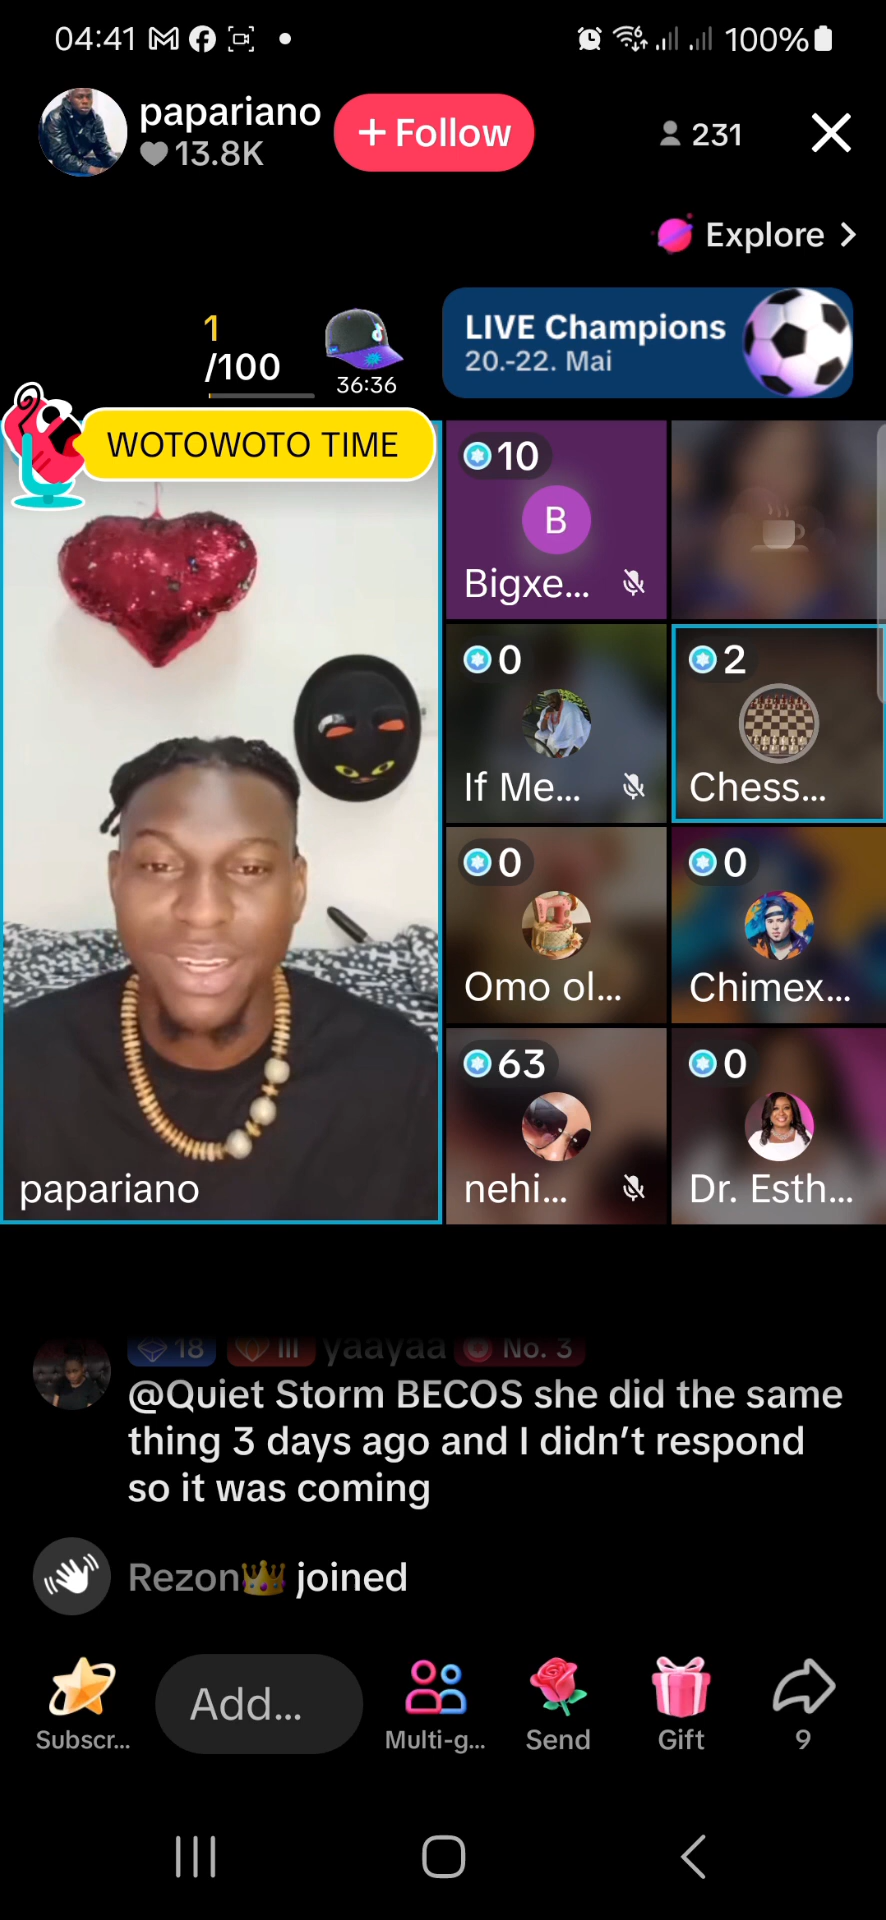 04:41
100%
papariano
13.8K
+ Follow
231
Explore >
1
/100
36:36
LIVE Champions
20.-22. Mai
WOTOWOTO TIME
papariano
10
B
Bigxe...
0
If Me...
2
Chess...
0
Omo ol...
0
Chimex...
63
nehi...
0
Dr. Esth...
18 III yaayaa No. 3
@Quiet Storm BECOS she did the same
thing 3 days ago and I didn't respond
so it was coming
Rezon👑 joined
Add...
Subscr...
Multi-g...
Send
Gift
9